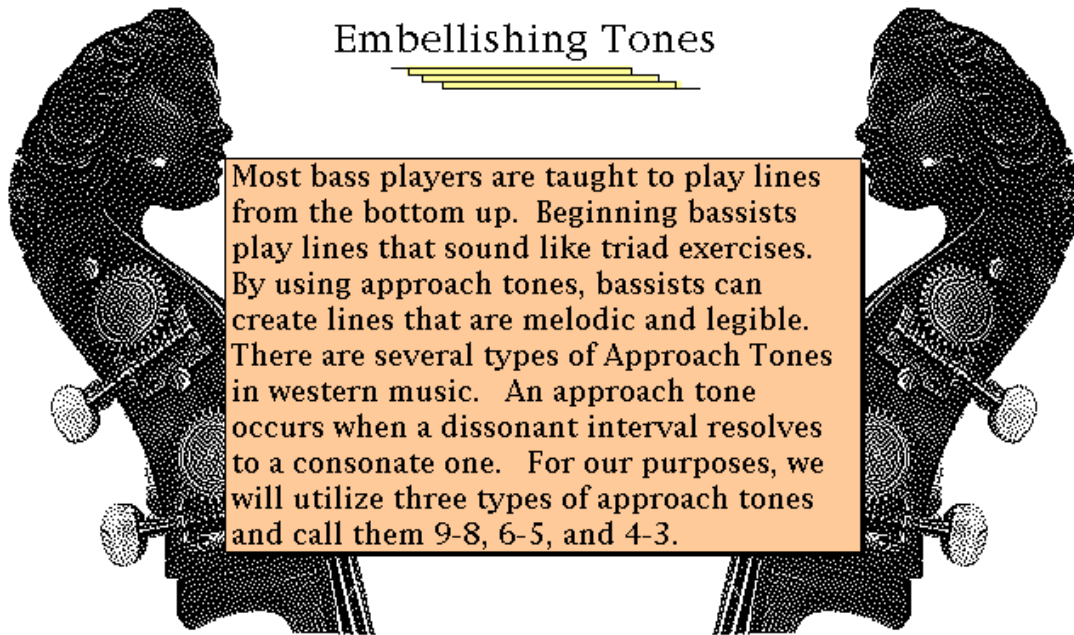 Embellishing Tones
Most bass players are taught to play lines
from the bottom up.  Beginning bassists
play lines that sound like triad exercises.
By using approach tones, bassists can
create lines that are melodic and legible.
There are several types of Approach Tones
in western music.   An approach tone
occurs when a dissonant interval resolves
to a consonate one.   For our purposes, we
will utilize three types of approach tones
and call them 9-8, 6-5, and 4-3.